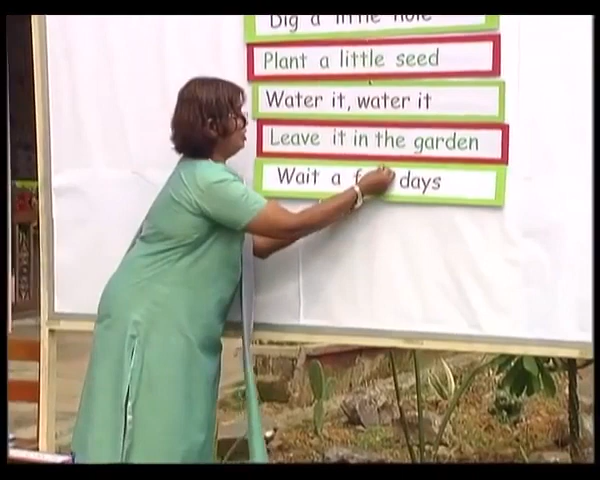 Dig a little hole
Plant a little seed
Water it, water it
Leave it in the garden
Wait a days